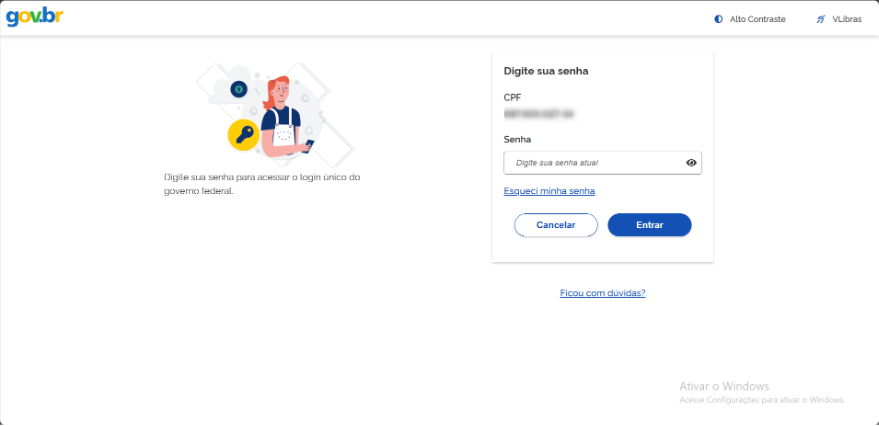 gov.br
Alto Contraste
VLibras
Digite sua senha
CPF
Senha
Digite sua senha atual
Esqueci minha senha
Cancelar
Entrar
Digite sua senha para acessar o login único do
governo federal.
Ficou com dúvidas?
Ativar o Windows
Acesse Configurações para ativar o Windows.